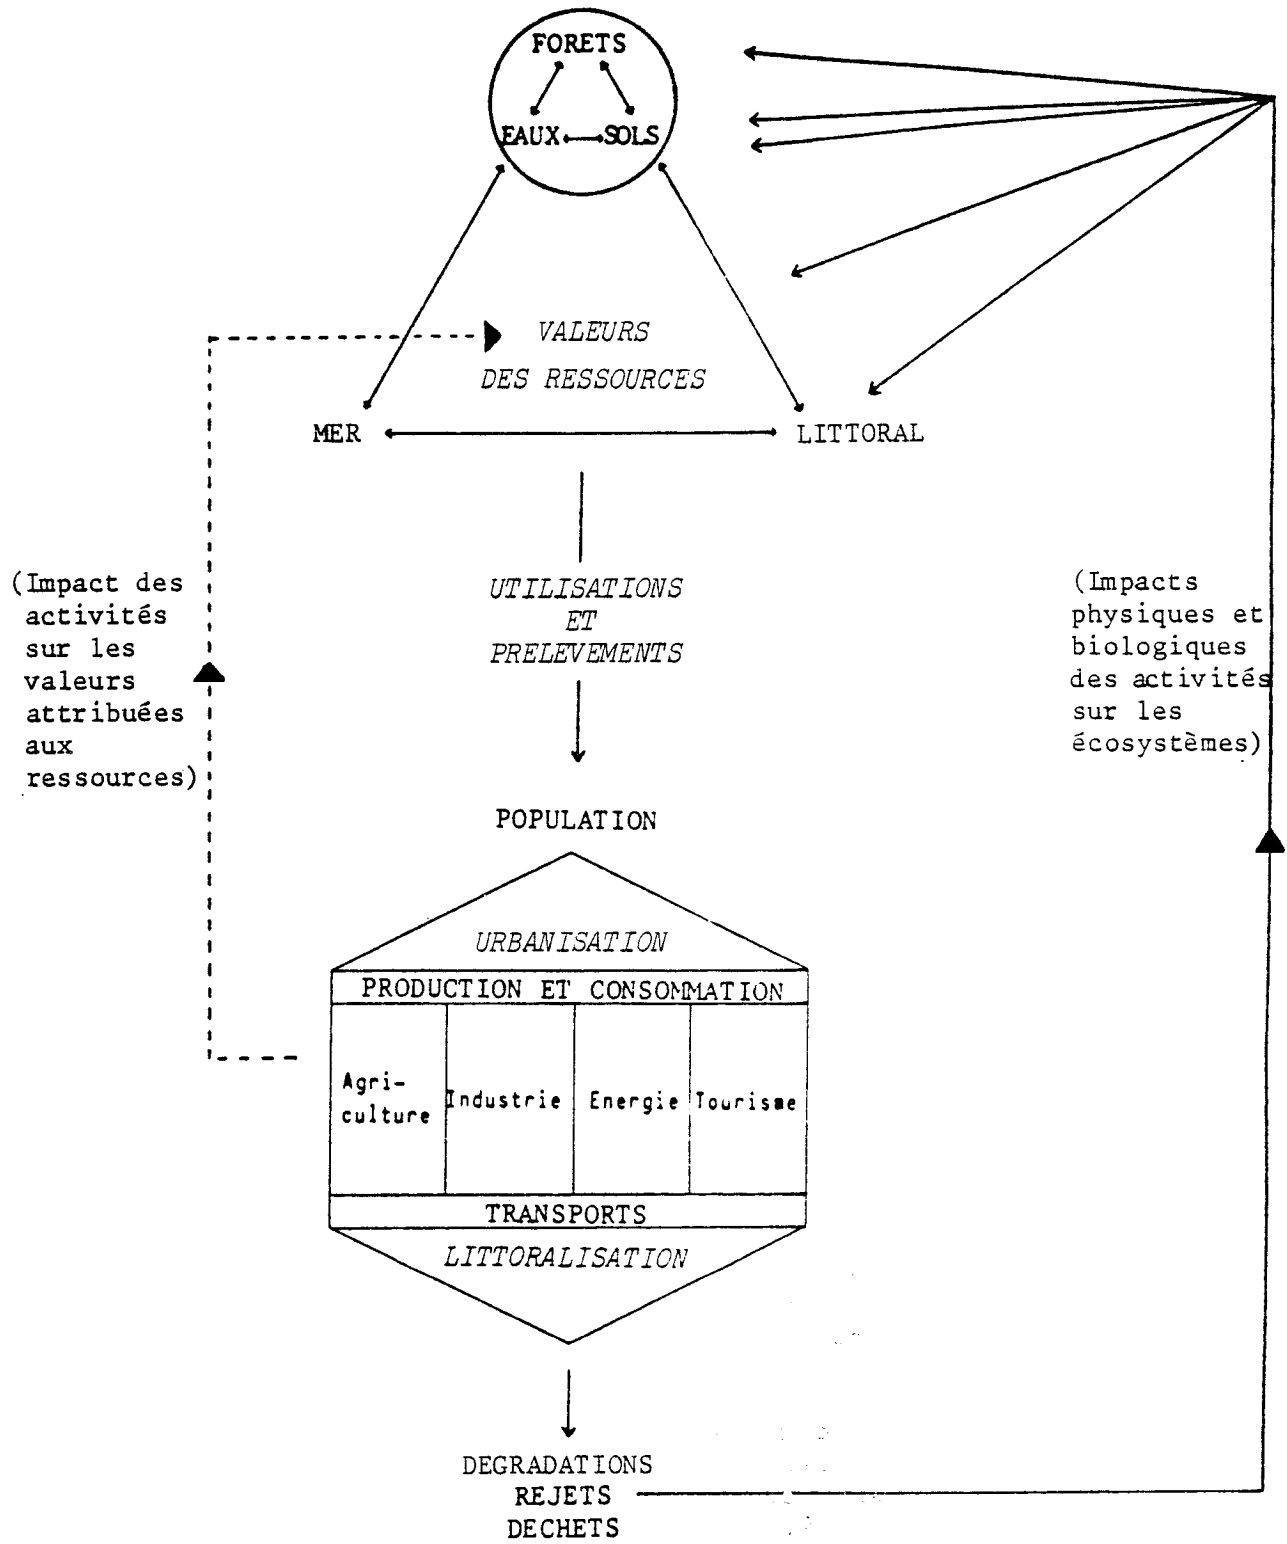 FORETS
EAUX SOLS
VALEURS
DES RESSOURCES
MER LITTORAL
UTILISATIONS
ET
PRELEVEMENTS
(Impact des
activités
sur les
valeurs
attribuées
aux
ressources)
(Impacts
physiques et
biologiques
des activités
sur les
écosystèmes)
POPULATION
URBANISATION
PRODUCTION ET CONSOMMATION
Agri-
culture
Industrie
Energie
Tourisme
TRANSPORTS
LITTORALISATION
DEGRADATIONS
REJETS
DECHETS